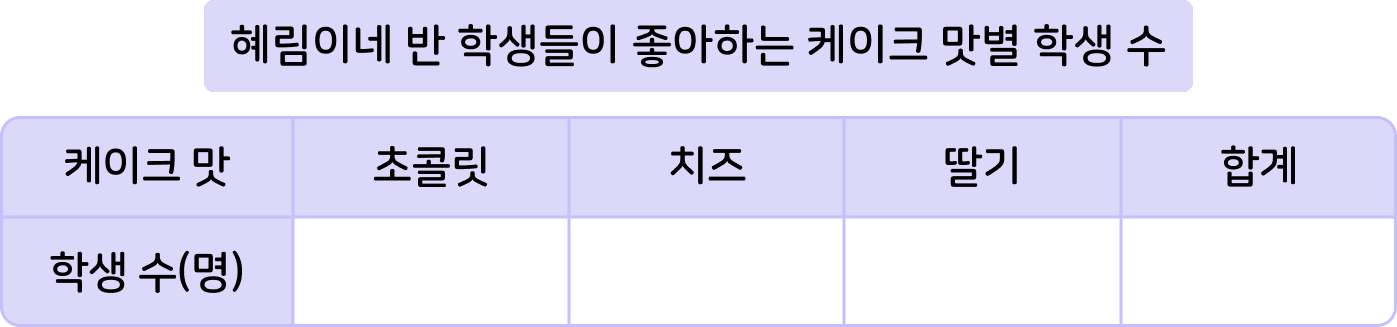 혜림이네 반 학생들이 좋아하는 케이크 맛별 학생 수
케이크 맛 초콜릿 치즈 딸기 합계
학생 수(명)